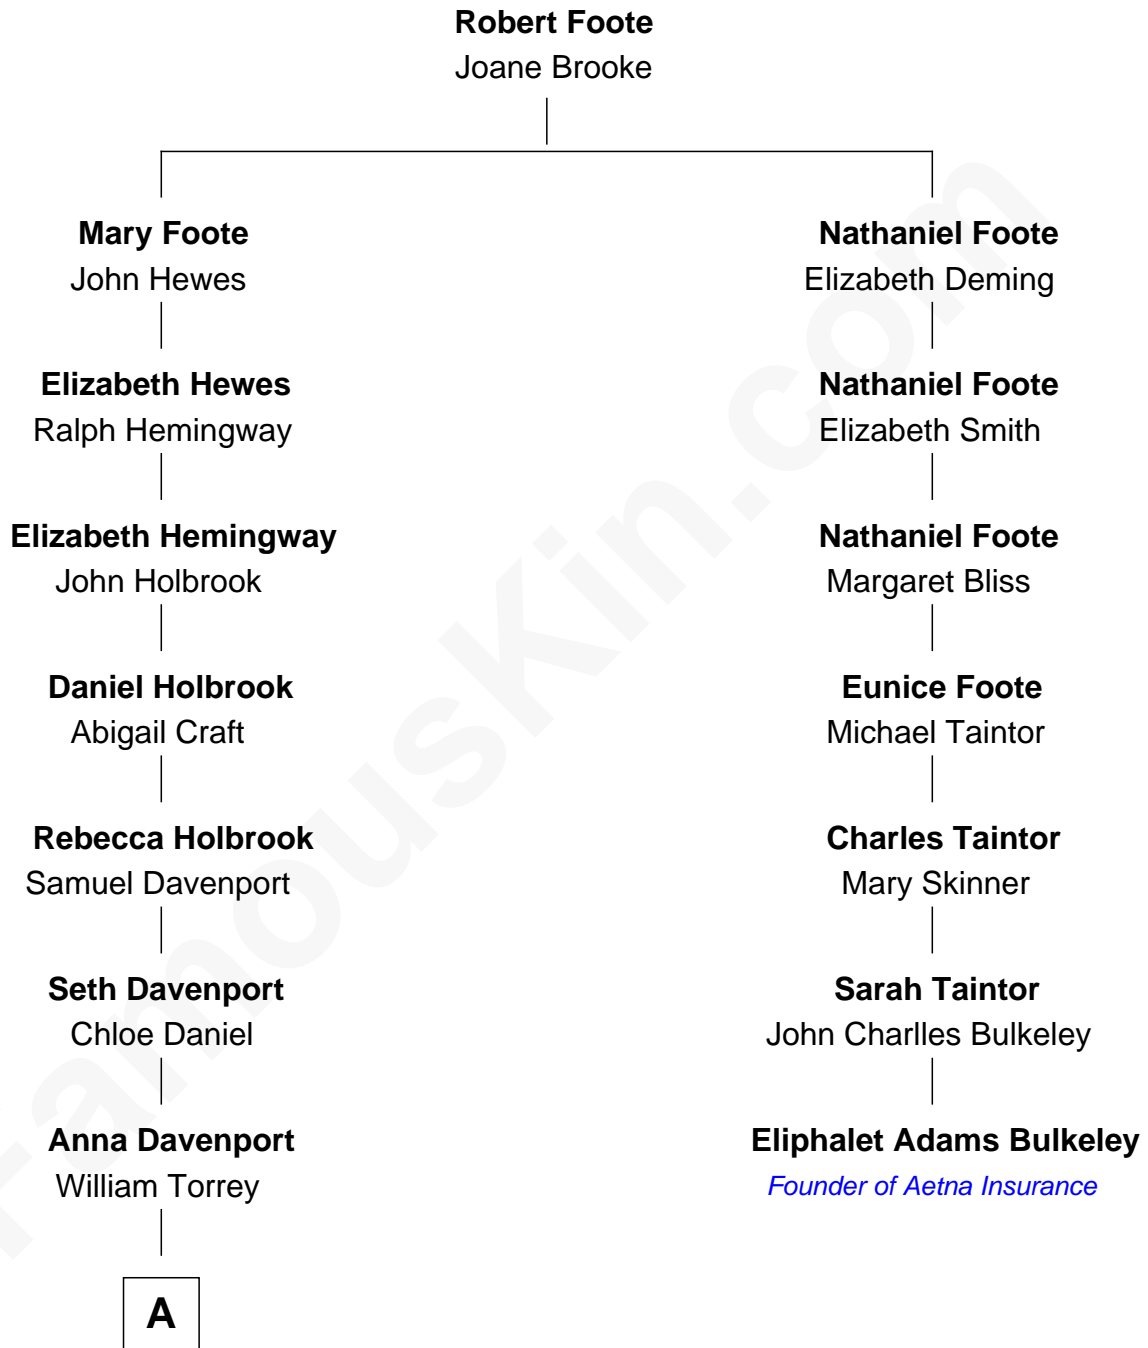 Robert Foote
Joane Brooke
Mary Foote
John Hewes
Nathaniel Foote
Elizabeth Deming
Elizabeth Hewes
Ralph Hemingway
Nathaniel Foote
Elizabeth Smith
Elizabeth Hemingway
John Holbrook
Nathaniel Foote
Margaret Bliss
Daniel Holbrook
Abigail Craft
Eunice Foote
Michael Taintor
Rebecca Holbrook
Samuel Davenport
Charles Taintor
Mary Skinner
Seth Davenport
Chloe Daniel
Sarah Taintor
John Charlles Bulkeley
Anna Davenport
William Torrey
Eliphalet Adams Bulkeley
Founder of Aetna Insurance
A
FamousKin.com